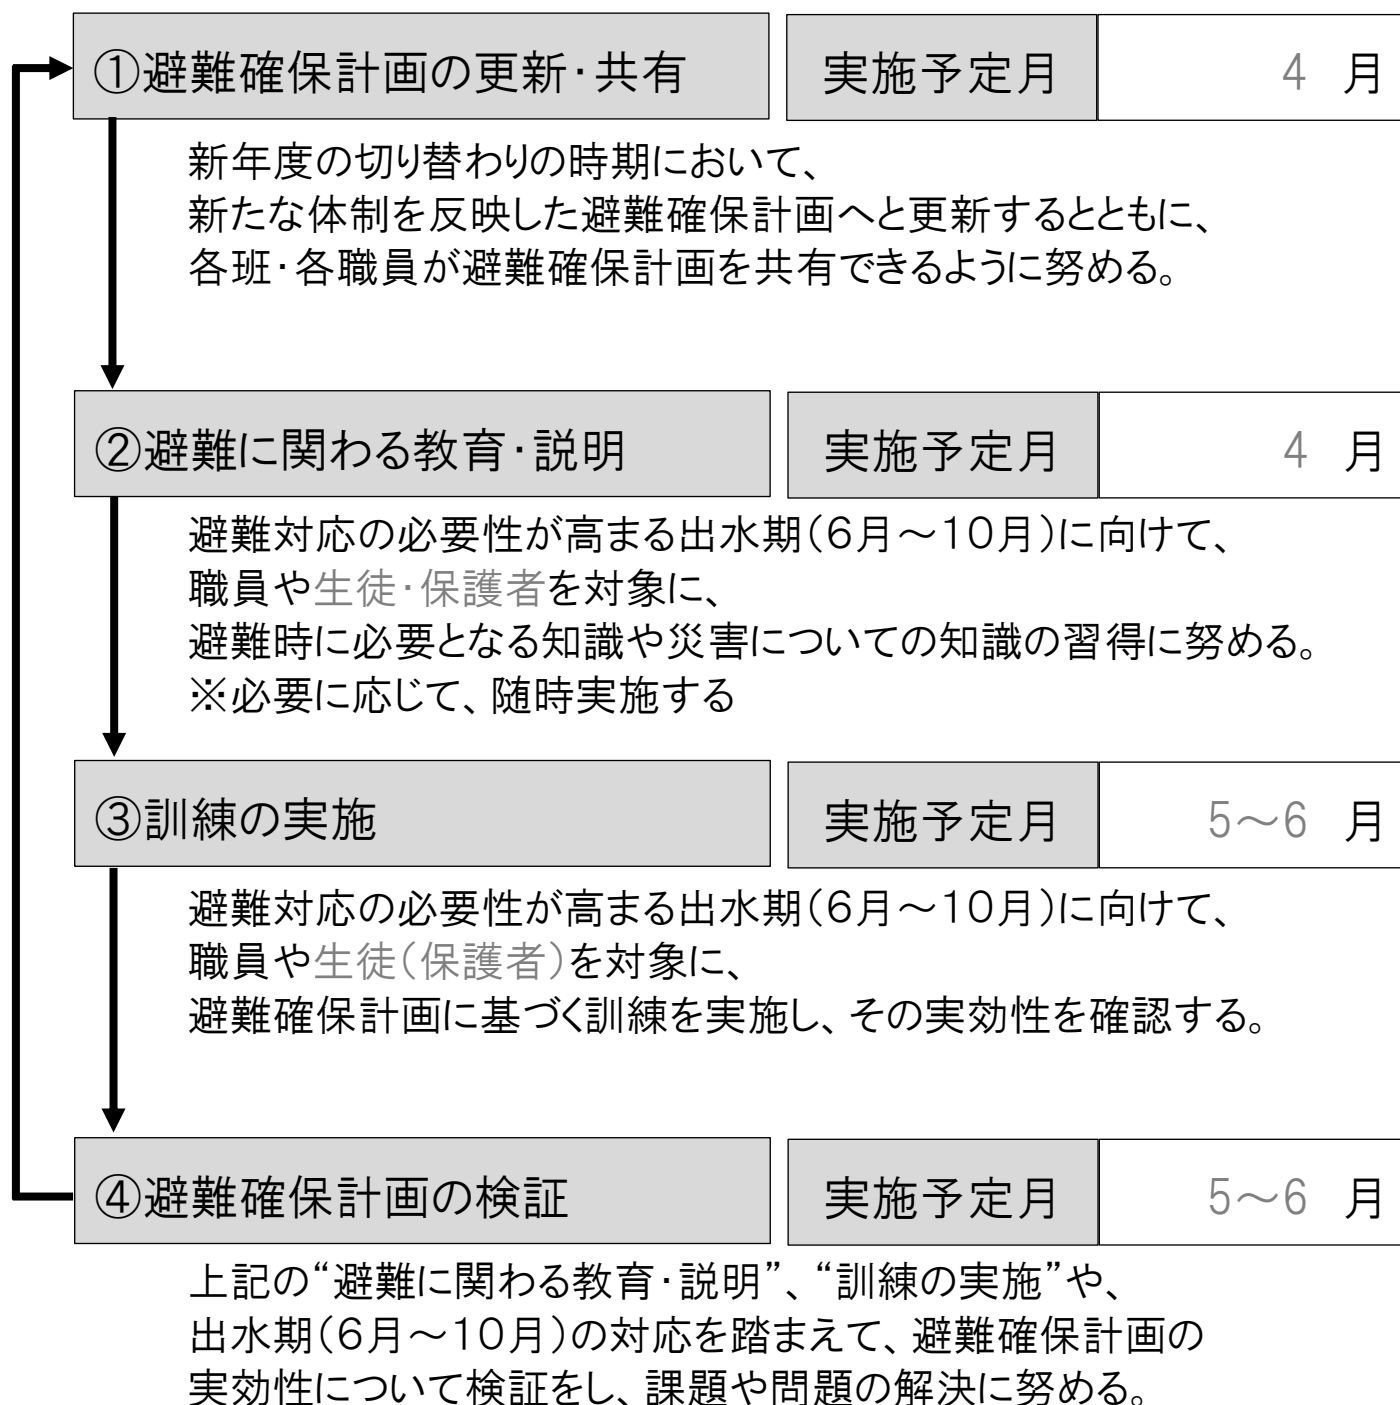 ①避難確保計画の更新・共有 実施予定月 4 月
新年度の切り替わりの時期において、
新たな体制を反映した避難確保計画へと更新するとともに、
各班・各職員が避難確保計画を共有できるように努める。
②避難に関わる教育・説明 実施予定月 4 月
避難対応の必要性が高まる出水期(6月～10月)に向けて、
職員や生徒・保護者を対象に、
避難時に必要となる知識や災害についての知識の習得に努める。
※必要に応じて、随時実施する
③訓練の実施 実施予定月 5～6 月
避難対応の必要性が高まる出水期(6月～10月)に向けて、
職員や生徒(保護者)を対象に、
避難確保計画に基づく訓練を実施し、その実効性を確認する。
④避難確保計画の検証 実施予定月 5～6 月
上記の“避難に関わる教育・説明”、“訓練の実施”や、
出水期(6月～10月)の対応を踏まえて、避難確保計画の
実効性について検証をし、課題や問題の解決に努める。